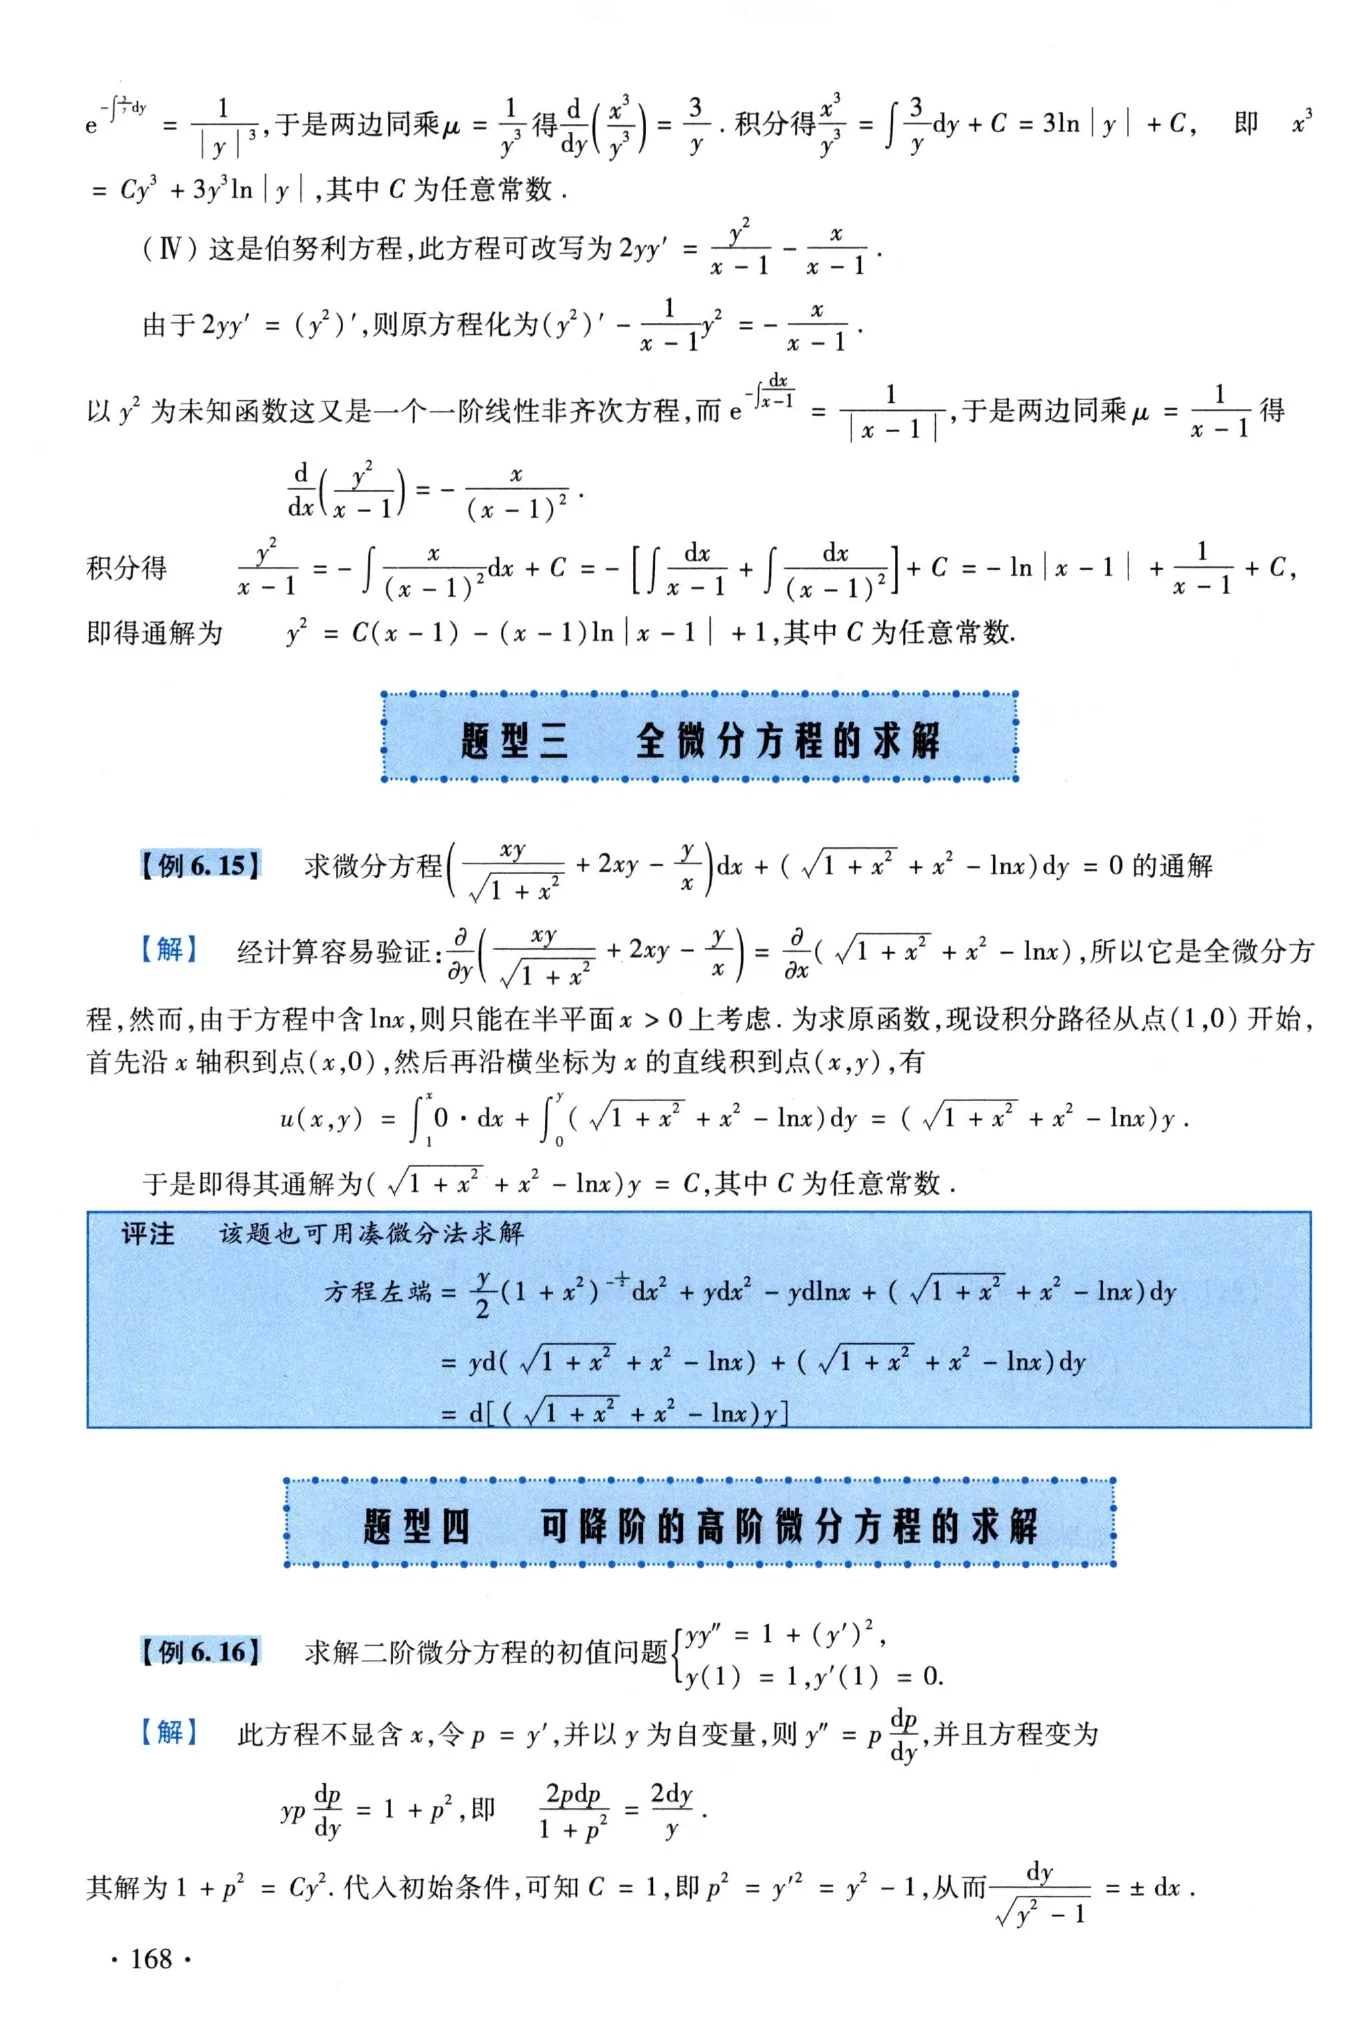 $e^{-\int\frac{3}{y}dy} = \frac{1}{|y|^3}$,于是两边同乘$\mu = \frac{1}{y^3}$得$\frac{d}{dy}\left(\frac{x^3}{y^3}\right) = \frac{3}{y}$.积分得$\frac{x^3}{y^3} = \int\frac{3}{y}dy + C = 3\ln|y| + C$, 即 $x^3$
$= Cy^3 + 3y^3\ln|y|$,其中 C 为任意常数.
(Ⅳ)这是伯努利方程,此方程可改写为$2yy' = \frac{y^2}{x-1} - \frac{x}{x-1}$.
由于$2yy' = (y^2)'$,则原方程化为$(y^2)' - \frac{1}{x-1}y^2 = -\frac{x}{x-1}$.
以 $y^2$ 为未知函数这又是一个一阶线性非齐次方程,而 $e^{-\int\frac{dx}{x-1}} = \frac{1}{|x-1|}$,于是两边同乘$\mu = \frac{1}{x-1}$得
$\frac{d}{dx}\left(\frac{y^2}{x-1}\right) = -\frac{x}{(x-1)^2}$.
积分得 $\frac{y^2}{x-1} = -\int\frac{x}{(x-1)^2}dx + C = -\left[\int\frac{dx}{x-1} + \int\frac{dx}{(x-1)^2}\right] + C = -\ln|x-1| + \frac{1}{x-1} + C$,
即得通解为 $y^2 = C(x-1) - (x-1)\ln|x-1| + 1$,其中 C 为任意常数.
题型三 全微分方程的求解
【例6.15】 求微分方程$\left(\frac{xy}{\sqrt{1+x^2}} + 2xy - \frac{y}{x}\right)dx + (\sqrt{1+x^2} + x^2 - \ln x)dy = 0$ 的通解
【解】 经计算容易验证:$\frac{\partial}{\partial y}\left(\frac{xy}{\sqrt{1+x^2}} + 2xy - \frac{y}{x}\right) = \frac{\partial}{\partial x}(\sqrt{1+x^2} + x^2 - \ln x)$,所以它是全微分方
程,然而,由于方程中含 lnx,则只能在半平面 x > 0 上考虑.为求原函数,现设积分路径从点(1,0)开始,
首先沿 x 轴积到点(x,0),然后再沿横坐标为 x 的直线积到点(x,y),有
$u(x,y) = \int_1^x 0 \cdot dx + \int_0^y(\sqrt{1+x^2} + x^2 - \ln x)dy = (\sqrt{1+x^2} + x^2 - \ln x)y$.
于是即得其通解为$(\sqrt{1+x^2} + x^2 - \ln x)y = C$,其中 C 为任意常数.
评注 该题也可用凑微分法求解
方程左端 $= \frac{y}{2}(1+x^2)^{-\frac{1}{2}}dx^2 + ydx^2 - yd\ln x + (\sqrt{1+x^2} + x^2 - \ln x)dy$
$= yd(\sqrt{1+x^2} + x^2 - \ln x) + (\sqrt{1+x^2} + x^2 - \ln x)dy$
$= d[(\sqrt{1+x^2} + x^2 - \ln x)y]$
题型四 可降阶的高阶微分方程的求解
【例6.16】 求解二阶微分方程的初值问题$\begin{cases} yy'' = 1 + (y')^2, \\ y(1) = 1, y'(1) = 0. \end{cases}$
【解】 此方程不显含 x,令 $p = y'$,并以 y 为自变量,则 $y'' = p\frac{dp}{dy}$,并且方程变为
$yp\frac{dp}{dy} = 1 + p^2$,即 $\frac{2pdp}{1+p^2} = \frac{2dy}{y}$.
其解为 $1 + p^2 = Cy^2$.代入初始条件,可知 C = 1,即 $p^2 = y'^2 = y^2 - 1$,从而$\frac{dy}{\sqrt{y^2-1}} = \pm dx$.
· 168 ·